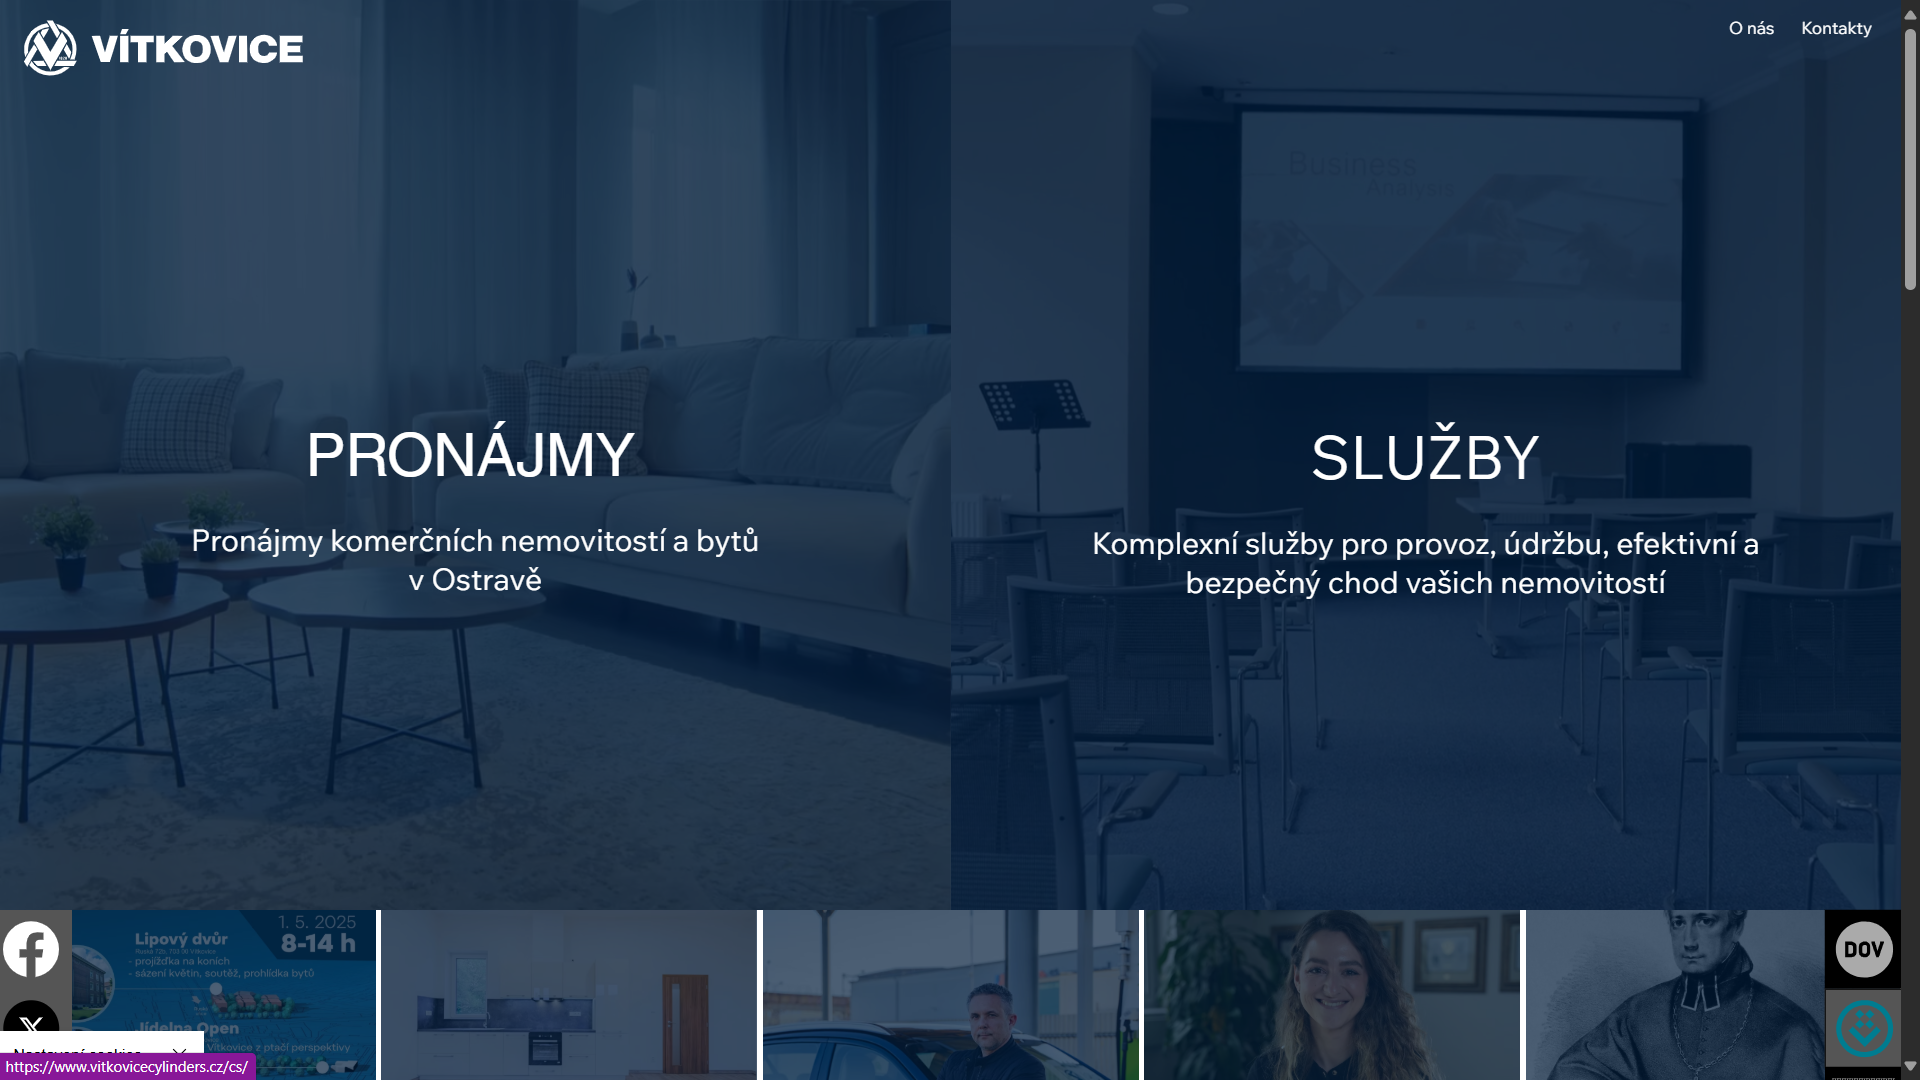 VÍTKOVICE
O nás
Kontakty
Business
Analysis
PRONÁJMY
Pronájmy komerčních nemovitostí a bytů
v Ostravě
SLUŽBY
Komplexní služby pro provoz, údržbu, efektivní a
bezpečný chod vašich nemovitostí
1. 5. 2025
8-14 h
Lipový dvůr
- projížďka na koních
- sázení květin, soutěž, prohlídka bytů
Jídelna Open
Vítkovice z ptačí perspektivy
DOV
Nastavení cookies
https://www.vitkovicecylinders.cz/cs/